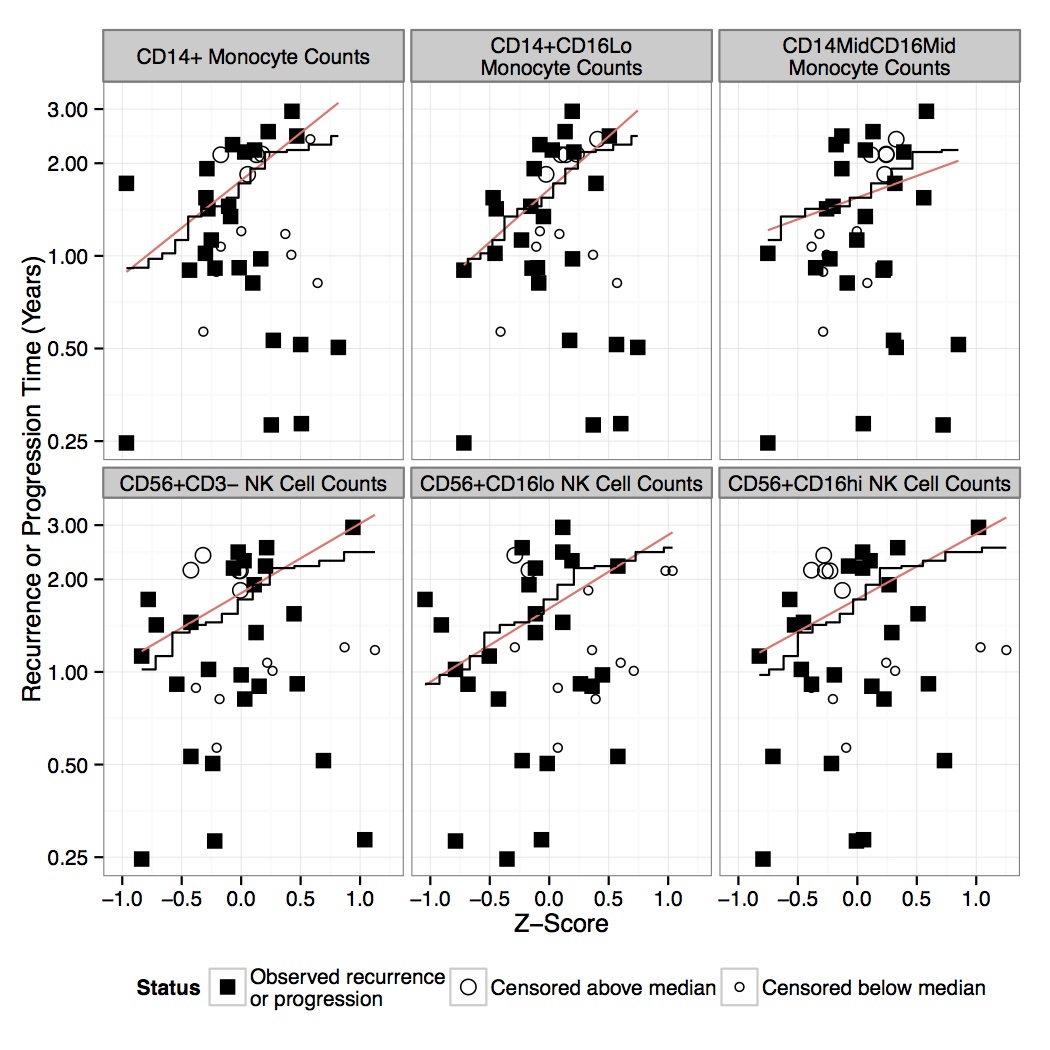 CD14+ Monocyte Counts
CD14+CD16Lo
Monocyte Counts
CD14MidCD16Mid
Monocyte Counts
3.00
2.00
1.00
0.50
0.25
CD56+CD3− NK Cell Counts
CD56+CD16lo NK Cell Counts
CD56+CD16hi NK Cell Counts
3.00
2.00
1.00
0.50
0.25
Recurrence or Progression Time (Years)
−1.0 −0.5 0.0 0.5 1.0 −1.0 −0.5 0.0 0.5 1.0 −1.0 −0.5 0.0 0.5 1.0
Z−Score
Status
Observed recurrence
or progression
Censored above median
Censored below median